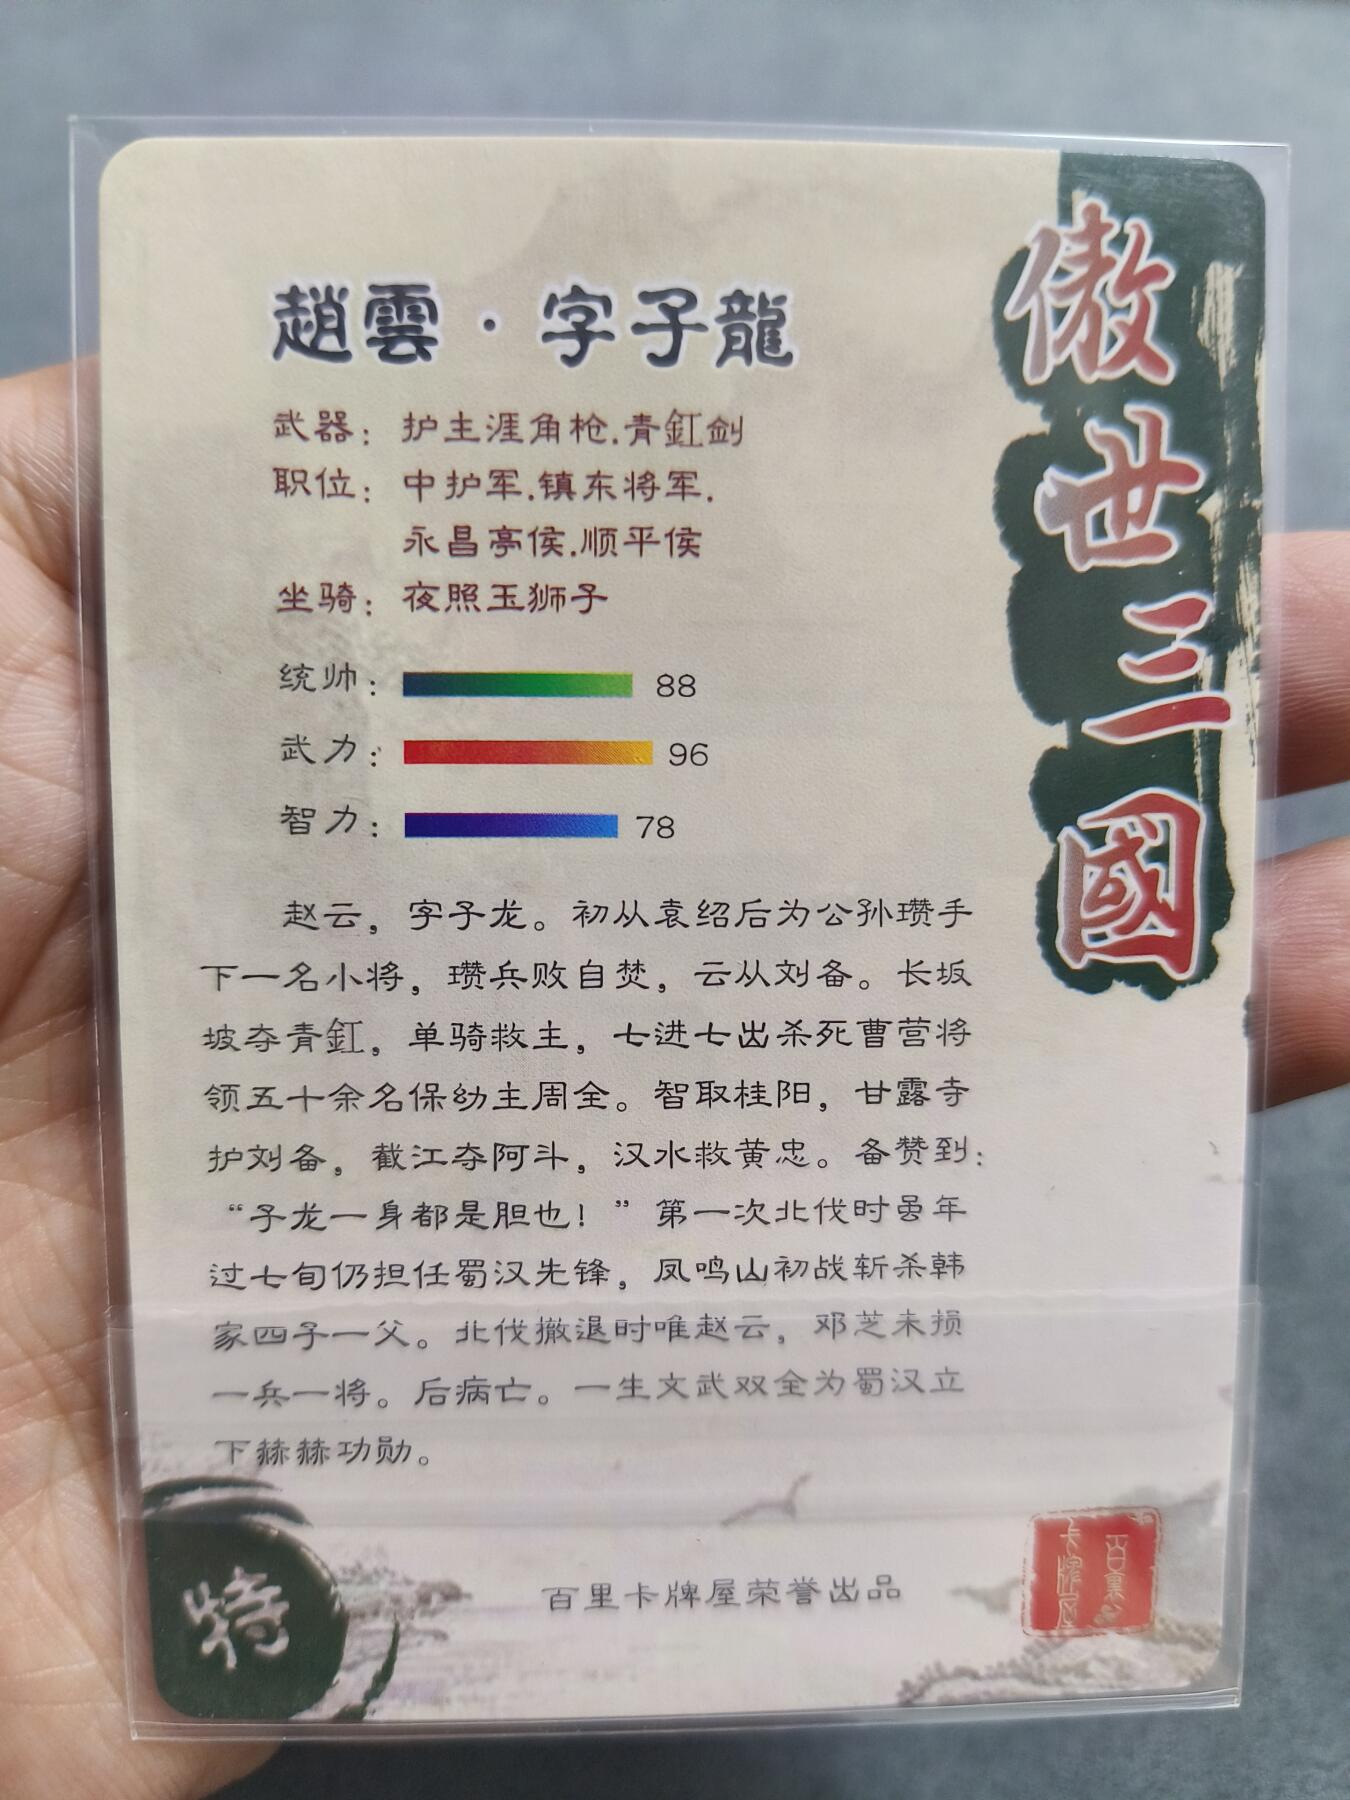 傲世三國
趙雲·字子龍
武器：护主涯角枪.青釭剑
职位：中护军.镇东将军.
永昌亭侯.顺平侯
坐骑：夜照玉狮子
统帅：88
武力：96
智力：78
赵云，字子龙。初从袁绍后为公孙瓒手
下一名小将，瓒兵败自焚，云从刘备。长坂
坡夺青釭，单骑救主，七进七出杀死曹营将
领五十余名保幼主周全。智取桂阳，甘露寺
护刘备，截江夺阿斗，汉水救黄忠。备赞到：
“子龙一身都是胆也！”第一次北伐时虽年
过七旬仍担任蜀汉先锋，凤鸣山初战斩杀韩
家四子一父。北伐撤退时唯赵云，邓芝未损
一兵一将。后病亡。一生文武双全为蜀汉立
下赫赫功勋。
特
百里卡牌屋荣誉出品
百里
卡牌屋